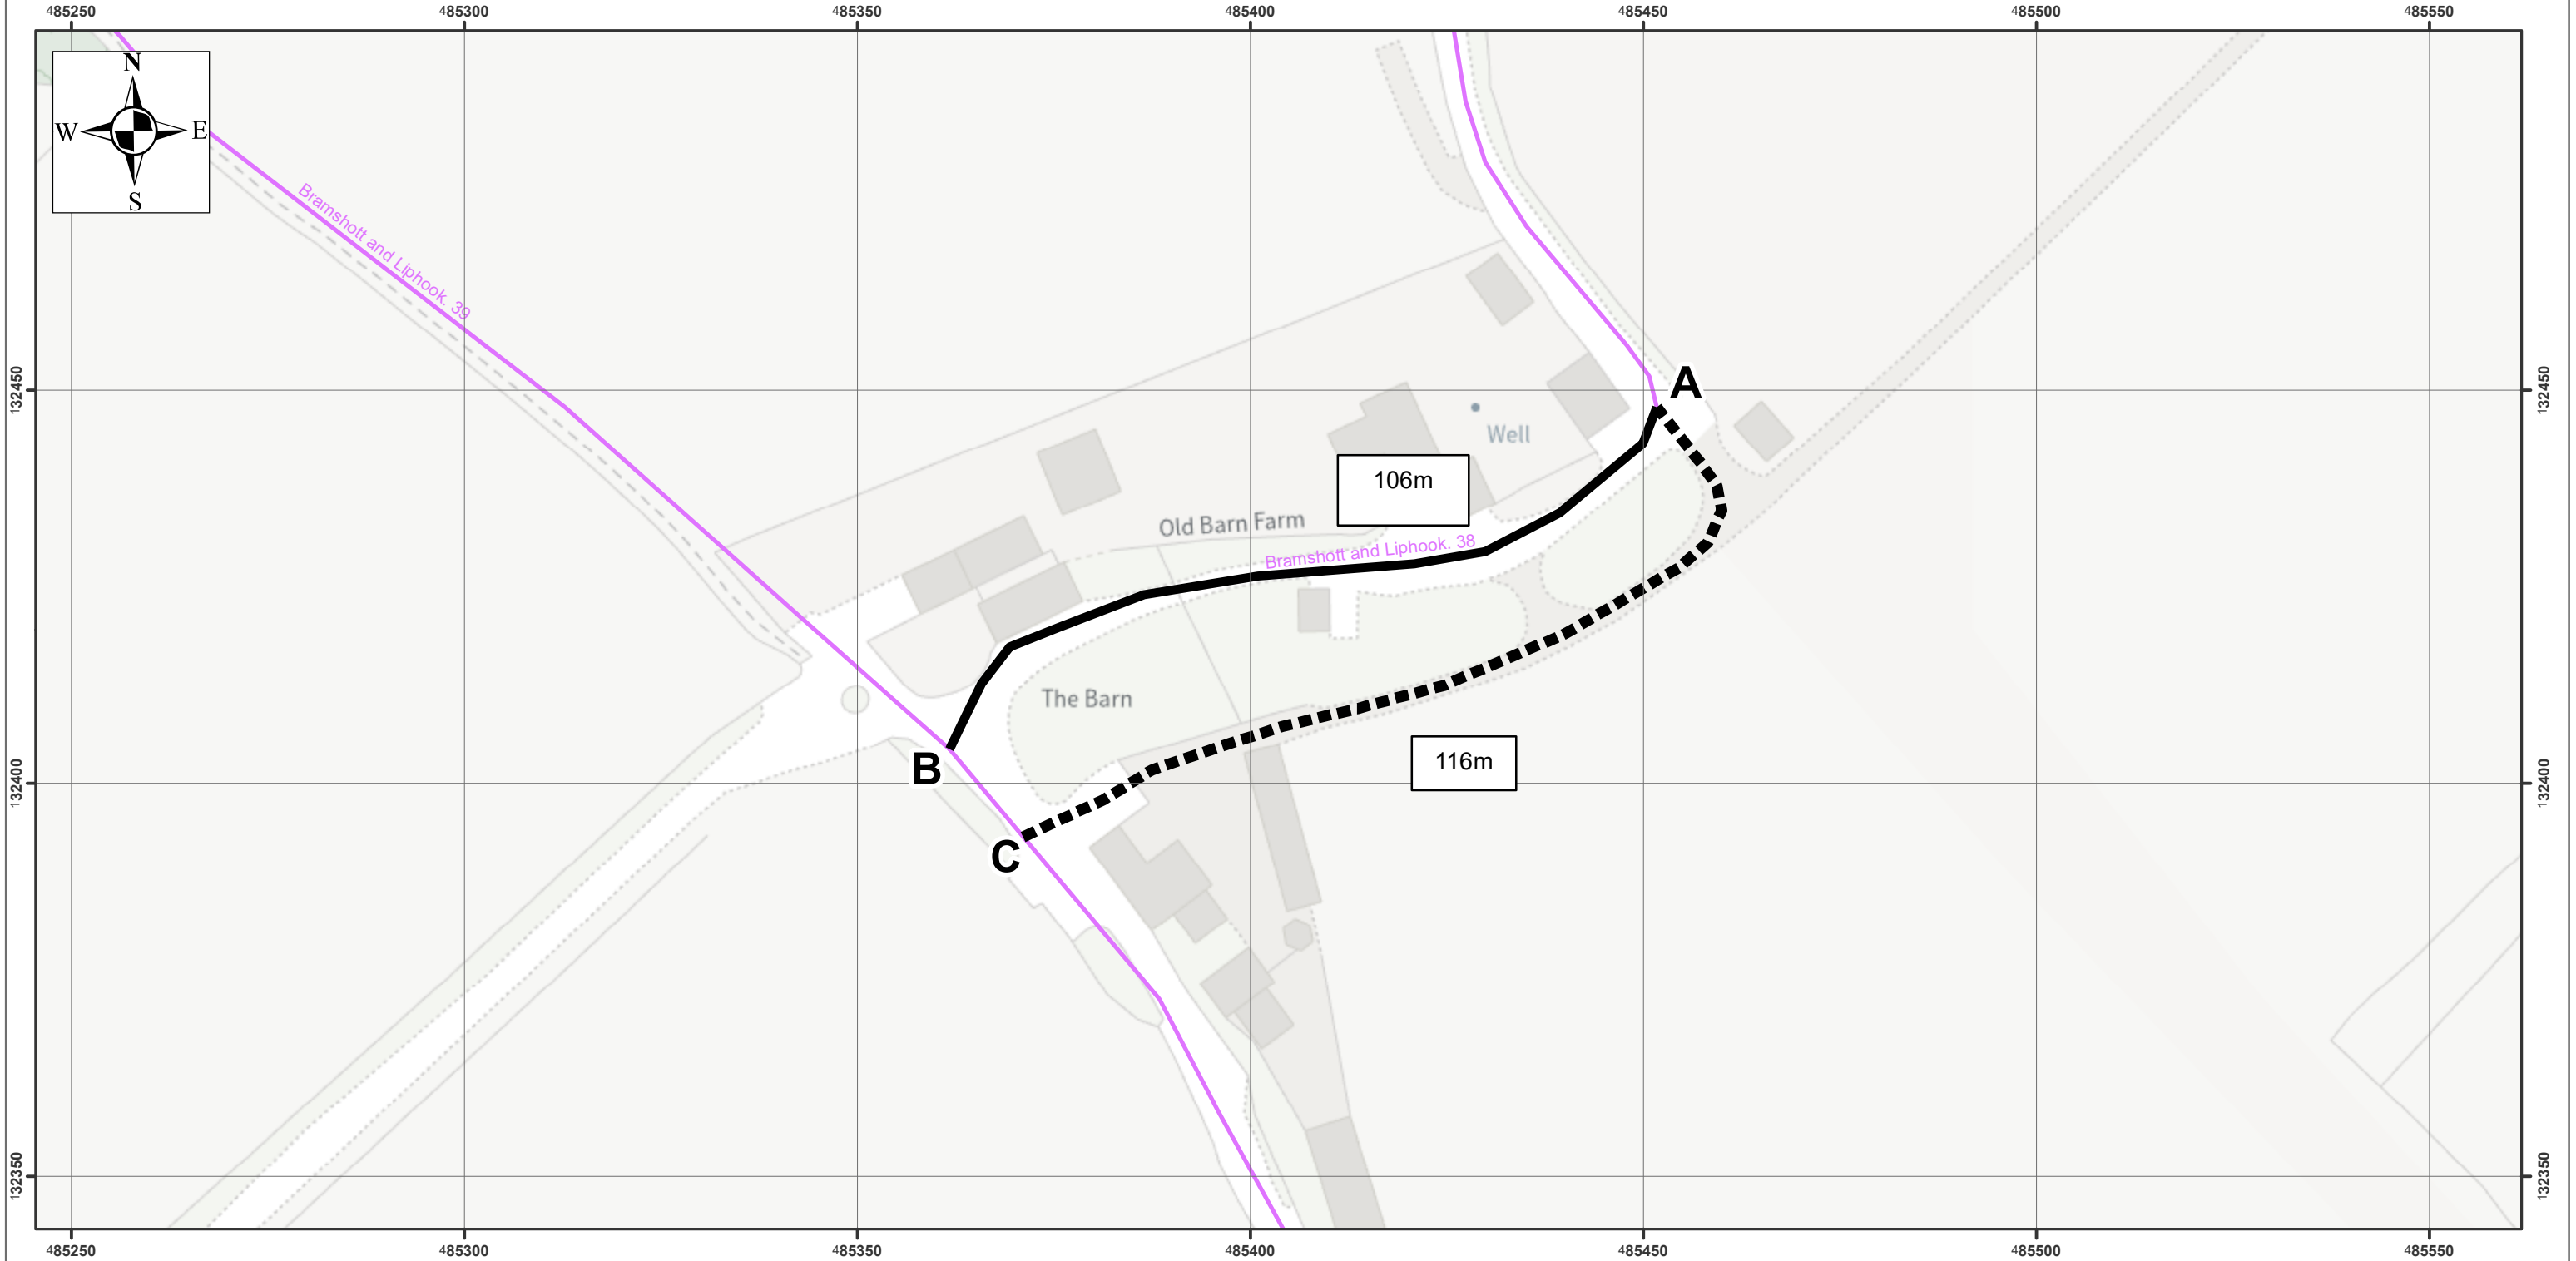 485250 485300 485350 485400 485450 485500 485550
N
W E
S
Bramshott and Liphook. 39
132450 132450
A
Well
106m
Old Barn Farm
Bramshott and Liphook. 38
The Barn
B
116m
132400 132400
C
132350 132350
485250 485300 485350 485400 485450 485500 485550